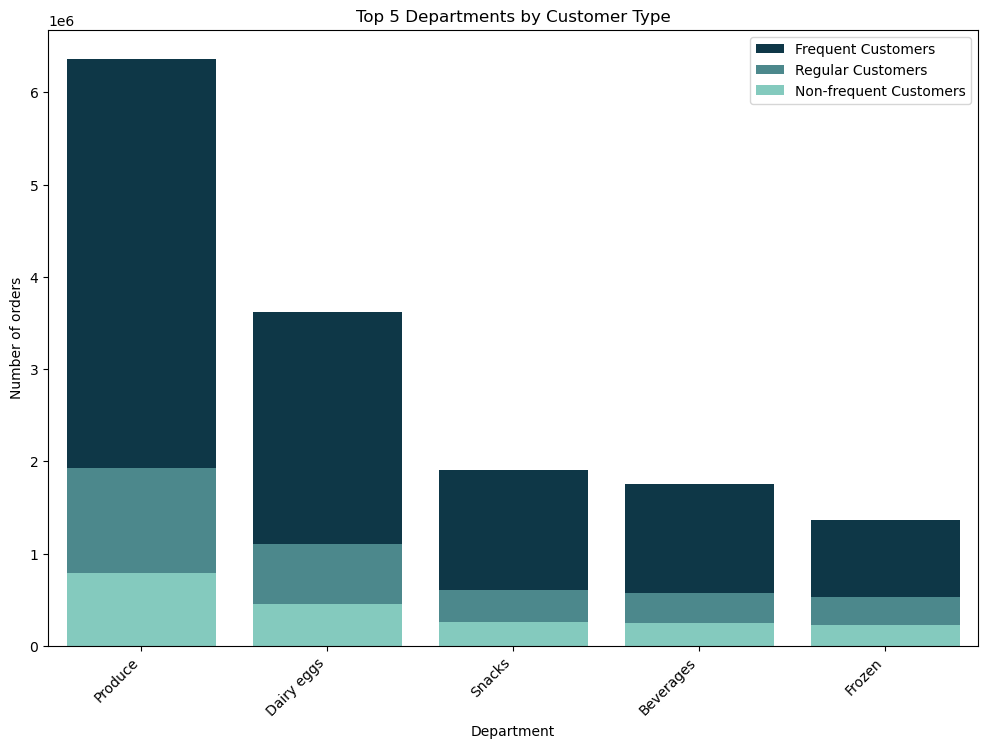 Top 5 Departments by Customer Type
1e6
Frequent Customers
Regular Customers
Non-frequent Customers
6
5
4
3
2
1
0
Number of orders
Produce
Dairy eggs
Snacks
Beverages
Frozen
Department